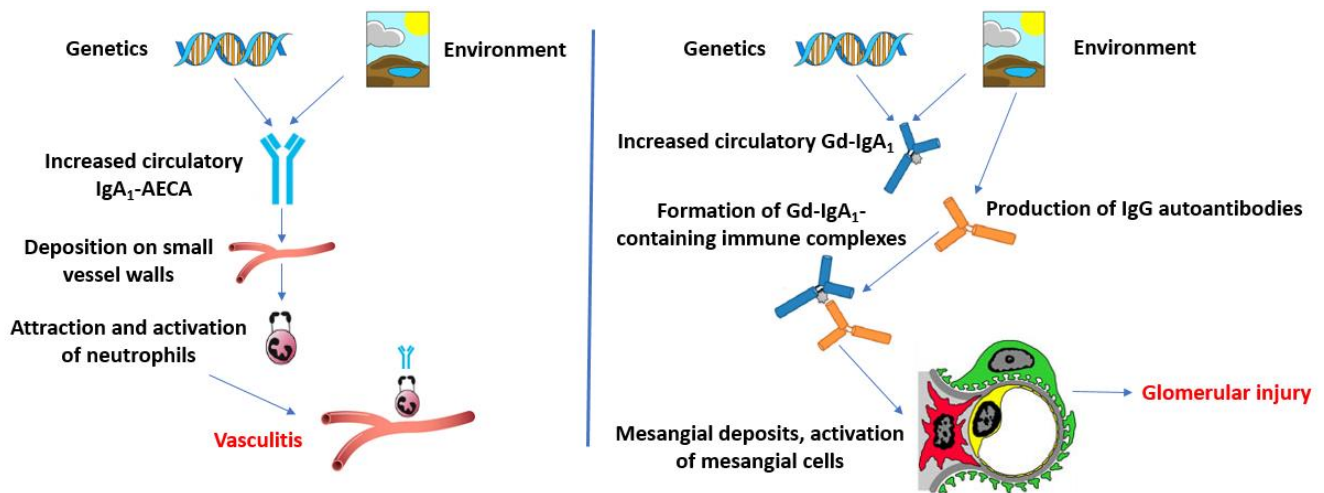 Genetics
Environment
Increased circulatory
IgA₁-AECA
Deposition on small
vessel walls
Attraction and activation
of neutrophils
Vasculitis
Genetics
Environment
Increased circulatory Gd-IgA₁
Formation of Gd-IgA₁-
containing immune complexes
Production of IgG autoantibodies
Mesangial deposits, activation
of mesangial cells
Glomerular injury